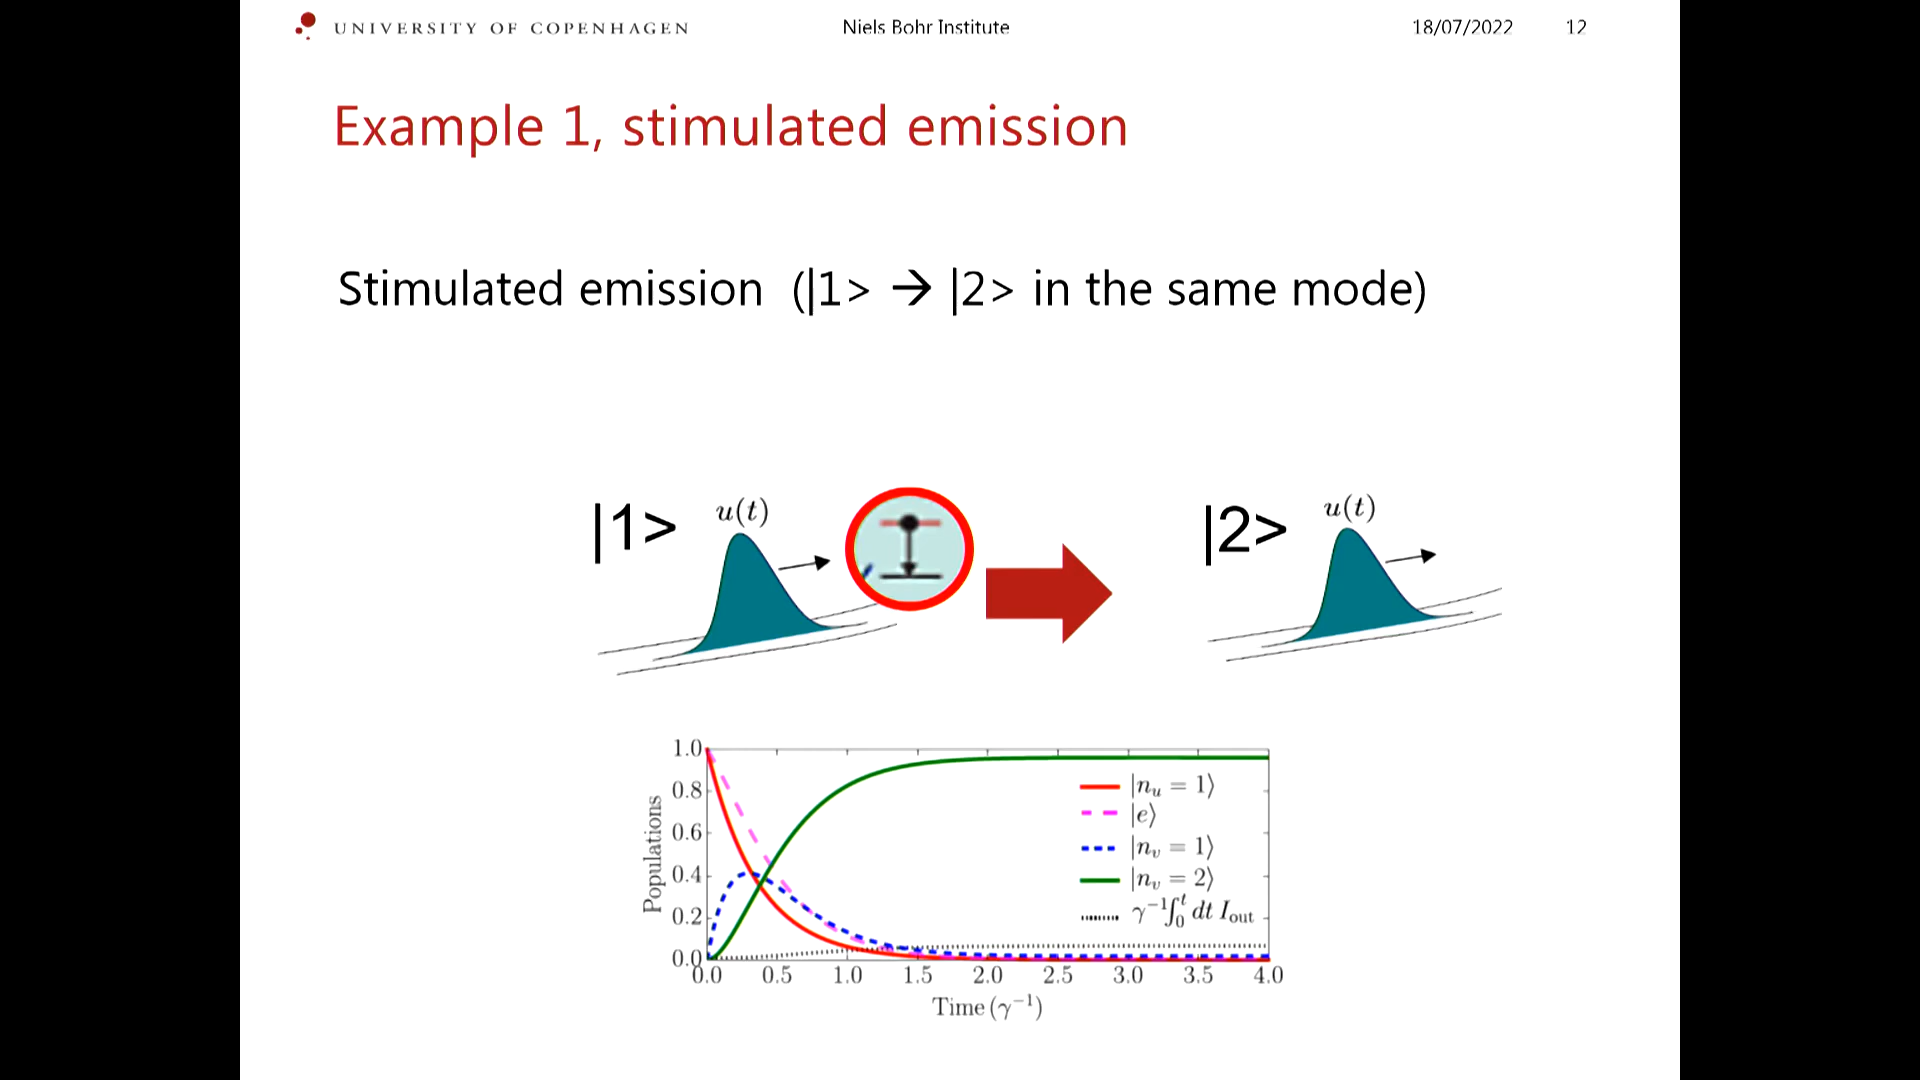 UNIVERSITY OF COPENHAGEN
Niels Bohr Institute
18/07/2022
12
Example 1, stimulated emission
Stimulated emission (|1> → |2> in the same mode)
|1>
u(t)
|2>
u(t)
Populations
1.0
0.8
0.6
0.4
0.2
0.0
|n_u = 1⟩
|e⟩
|n_v = 1⟩
|n_v = 2⟩
γ⁻¹∫₀ᵗ dt I_out
0.0 0.5 1.0 1.5 2.0 2.5 3.0 3.5 4.0
Time (γ⁻¹)